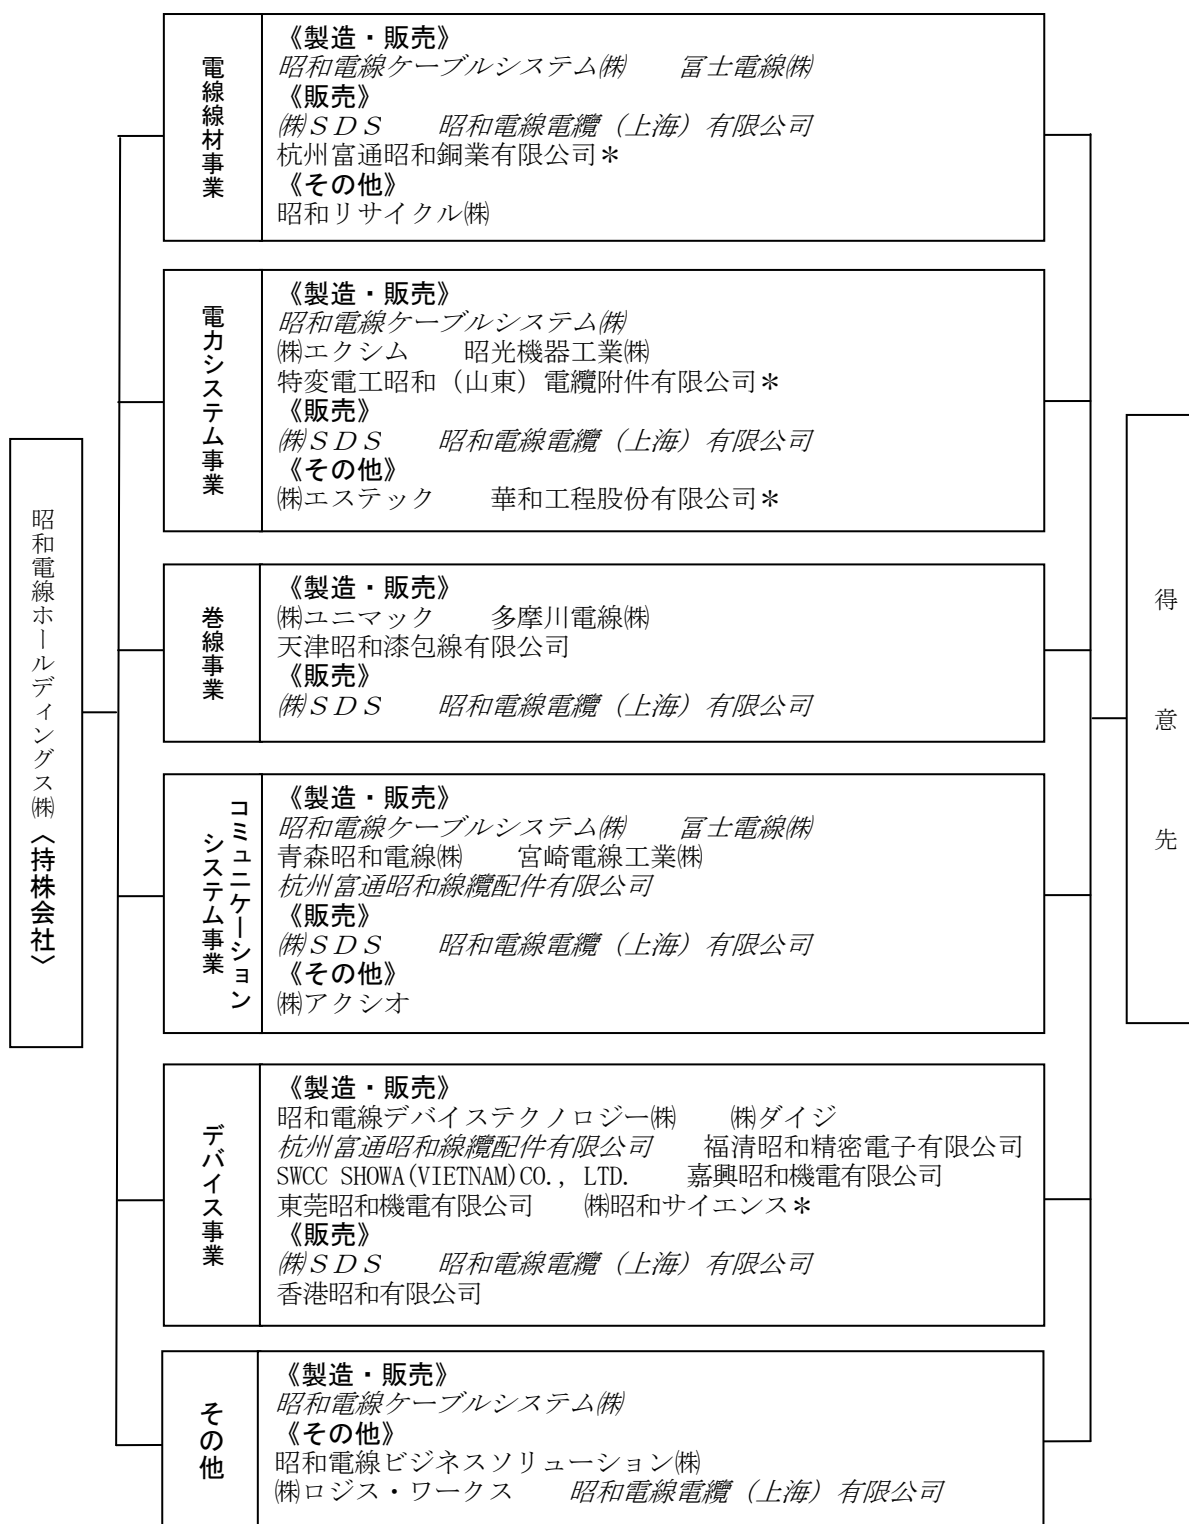 昭和電線ホールディングス㈱〈持株会社〉
電線線材事業
《製造・販売》
昭和電線ケーブルシステム㈱　　冨士電線㈱
《販売》
㈱ＳＤＳ　　昭和電線電纜（上海）有限公司
杭州富通昭和銅業有限公司＊
《その他》
昭和リサイクル㈱
電力システム事業
《製造・販売》
昭和電線ケーブルシステム㈱
㈱エクシム　　昭光機器工業㈱
特変電工昭和（山東）電纜附件有限公司＊
《販売》
㈱ＳＤＳ　　昭和電線電纜（上海）有限公司
《その他》
㈱エステック　　華和工程股份有限公司＊
巻線事業
《製造・販売》
㈱ユニマック　　多摩川電線㈱
天津昭和漆包線有限公司
《販売》
㈱ＳＤＳ　　昭和電線電纜（上海）有限公司
コミュニケーション
システム事業
《製造・販売》
昭和電線ケーブルシステム㈱　　冨士電線㈱
青森昭和電線㈱　　宮崎電線工業㈱
杭州富通昭和線纜配件有限公司
《販売》
㈱ＳＤＳ　　昭和電線電纜（上海）有限公司
《その他》
㈱アクシオ
デバイス事業
《製造・販売》
昭和電線デバイステクノロジー㈱　　㈱ダイジ
杭州富通昭和線纜配件有限公司　　福清昭和精密電子有限公司
SWCC SHOWA(VIETNAM)CO., LTD.　　嘉興昭和機電有限公司
東莞昭和機電有限公司　　㈱昭和サイエンス＊
《販売》
㈱ＳＤＳ　　昭和電線電纜（上海）有限公司
香港昭和有限公司
その他
《製造・販売》
昭和電線ケーブルシステム㈱
《その他》
昭和電線ビジネスソリューション㈱
㈱ロジス・ワークス　　昭和電線電纜（上海）有限公司
得意先